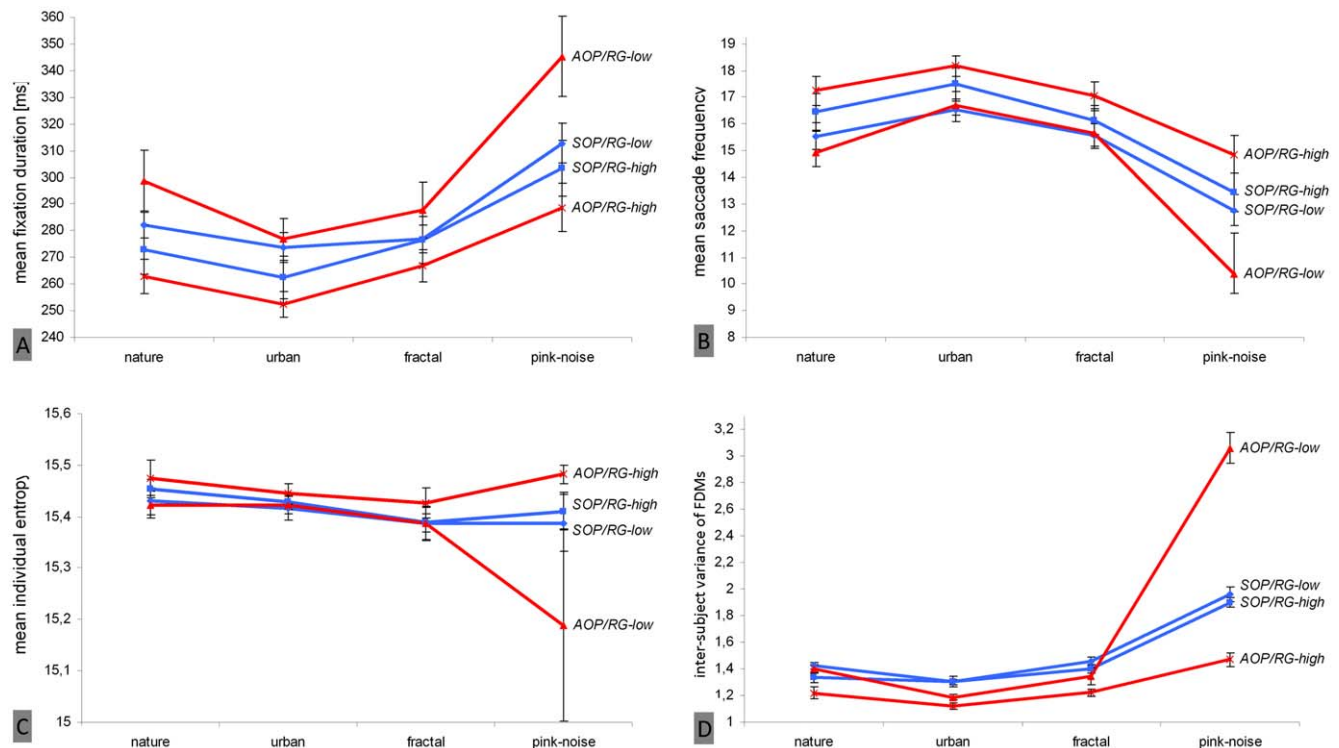 mean fixation duration [ms]
360
350
340
330
320
310
300
290
280
270
260
250
240
AOP/RG-low
SOP/RG-low
SOP/RG-high
AOP/RG-high
A
nature urban fractal pink-noise
mean saccade frequency
19
18
17
16
15
14
13
12
11
10
9
8
AOP/RG-high
SOP/RG-high
SOP/RG-low
AOP/RG-low
B
nature urban fractal pink-noise
mean individual entropy
15,6
15,5
15,4
15,3
15,2
15,1
15
AOP/RG-high
SOP/RG-high
SOP/RG-low
AOP/RG-low
C
nature urban fractal pink-noise
inter-subject variance of FDMs
3,2
3
2,8
2,6
2,4
2,2
2
1,8
1,6
1,4
1,2
1
AOP/RG-low
SOP/RG-low
SOP/RG-high
AOP/RG-high
D
nature urban fractal pink-noise